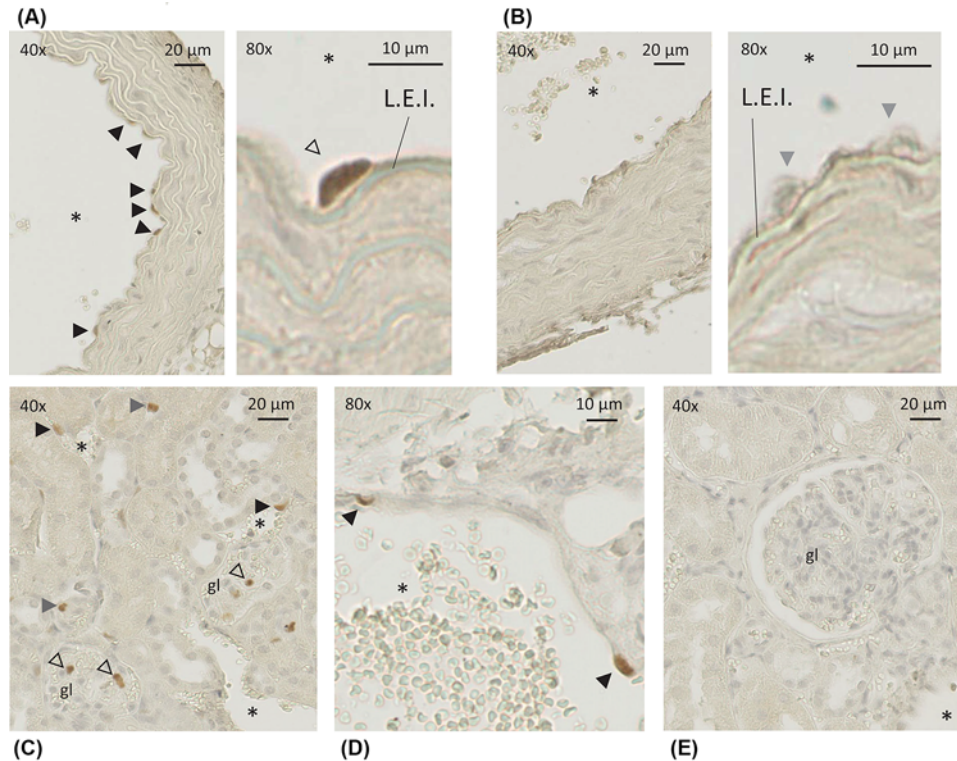 (A)
(B)
40x
20 µm
80x
10 µm
*
L.E.I.
*
40x
20 µm
*
80x
10 µm
*
L.E.I.
40x
20 µm
*
*
gl
gl
*
80x
10 µm
*
40x
20 µm
gl
*
(C)
(D)
(E)